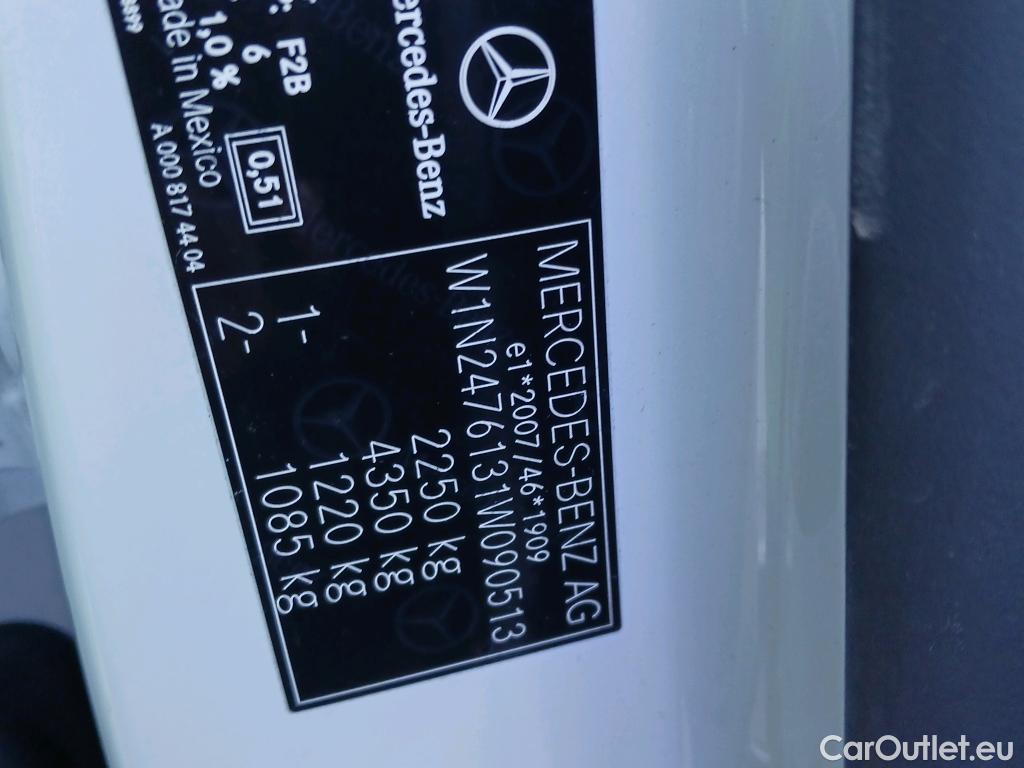 Mercedes-Benz
F2B
6
1,0 %
0,51
Made in Mexico
A 000 817 44 04
MERCEDES-BENZ AG
e1*2007/46*1909
W1N2476131W090513
2250 kg
4350 kg
1- 1220 kg
2- 1085 kg
CarOutlet.eu